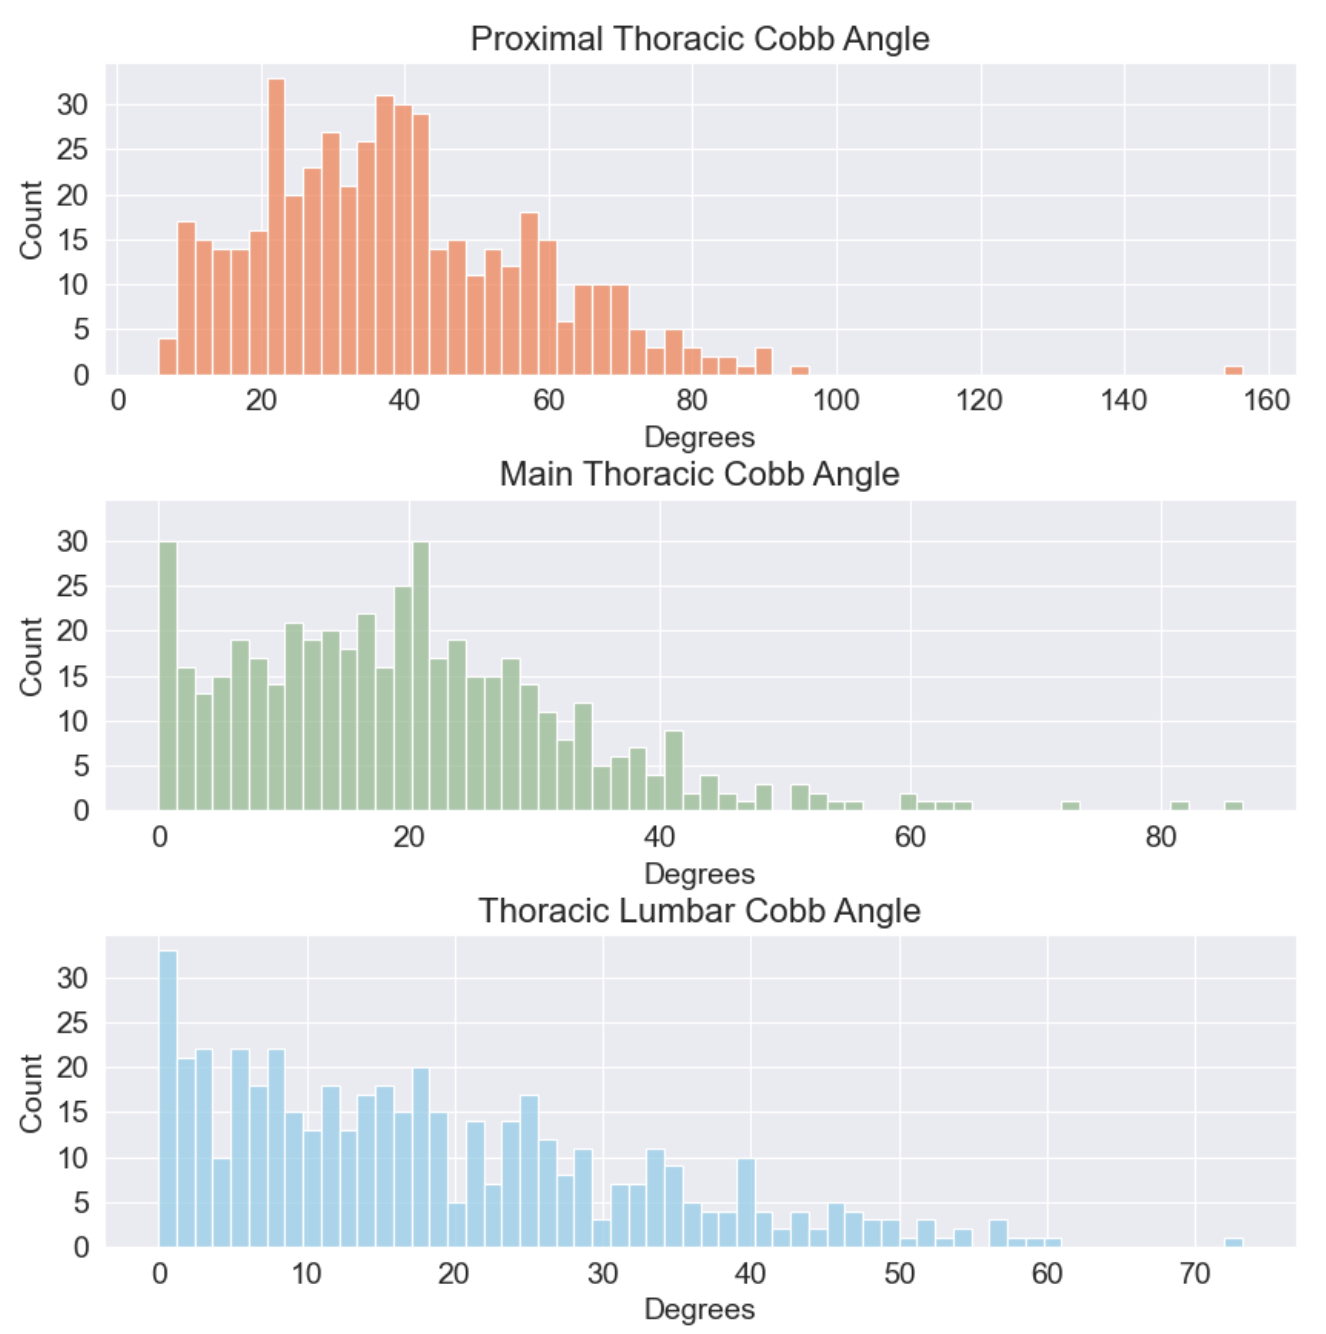 Proximal Thoracic Cobb Angle
30
25
20
15
10
5
0
Count
0 20 40 60 80 100 120 140 160
Degrees
Main Thoracic Cobb Angle
30
25
20
15
10
5
0
Count
0 20 40 60 80
Degrees
Thoracic Lumbar Cobb Angle
30
25
20
15
10
5
0
Count
0 10 20 30 40 50 60 70
Degrees